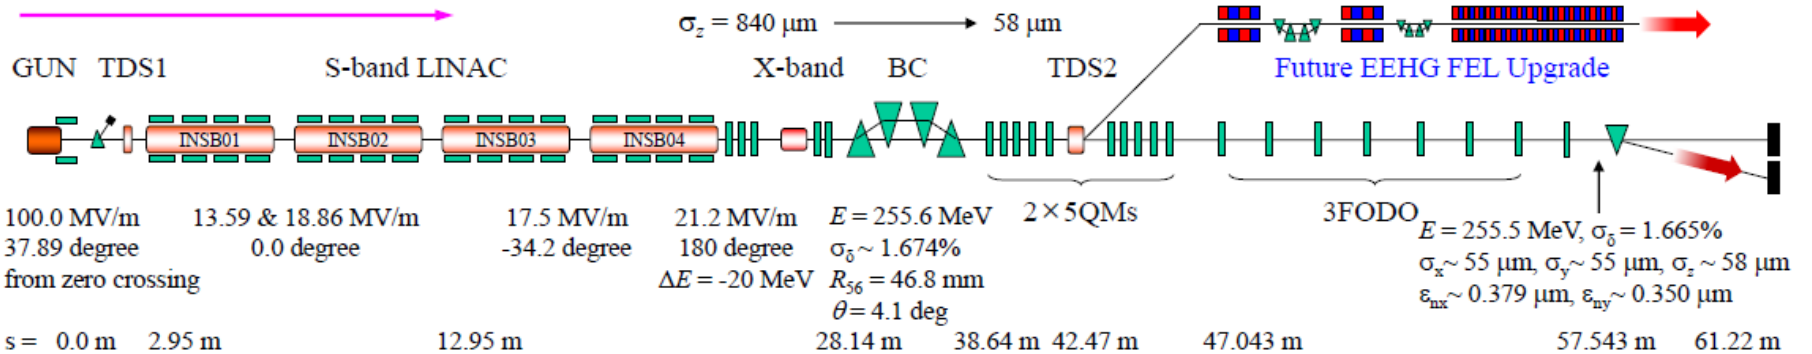 σz = 840 μm 58 μm
GUN TDS1 S-band LINAC X-band BC TDS2 Future EEHG FEL Upgrade
INSB01 INSB02 INSB03 INSB04
100.0 MV/m 13.59 & 18.86 MV/m 17.5 MV/m 21.2 MV/m E = 255.6 MeV 2×5QMs 3FODO
37.89 degree 0.0 degree -34.2 degree 180 degree σδ ~ 1.674% E = 255.5 MeV, σδ = 1.665%
from zero crossing ΔE = -20 MeV R56 = 46.8 mm σx~ 55 μm, σy~ 55 μm, σz ~ 58 μm
θ = 4.1 deg εnx~ 0.379 μm, εny~ 0.350 μm
s = 0.0 m 2.95 m 12.95 m 28.14 m 38.64 m 42.47 m 47.043 m 57.543 m 61.22 m